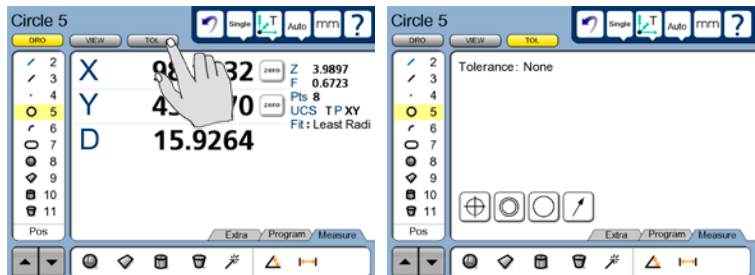 Circle 5
Single
T
Auto
mm
?
DRO
VIEW
TOL
2
3
4
5
6
7
8
9
10
11
Pos
X
zero
Y
zero
D 15.9264
Z 3.9897
F 0.6723
Pts 8
UCS T P XY
Fit: Least Radi
Extra
Program
Measure
Circle 5
Single
T
Auto
mm
?
DRO
VIEW
TOL
2
3
4
5
6
7
8
9
10
11
Pos
Tolerance: None
Extra
Program
Measure